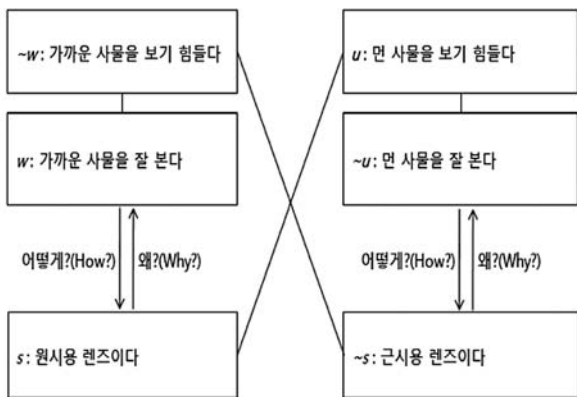 ~w: 가까운 사물을 보기 힘들다
u: 먼 사물을 보기 힘들다
w: 가까운 사물을 잘 본다
~u: 먼 사물을 잘 본다
어떻게?(How?) 왜?(Why?)
어떻게?(How?) 왜?(Why?)
s: 원시용 렌즈이다
~s: 근시용 렌즈이다